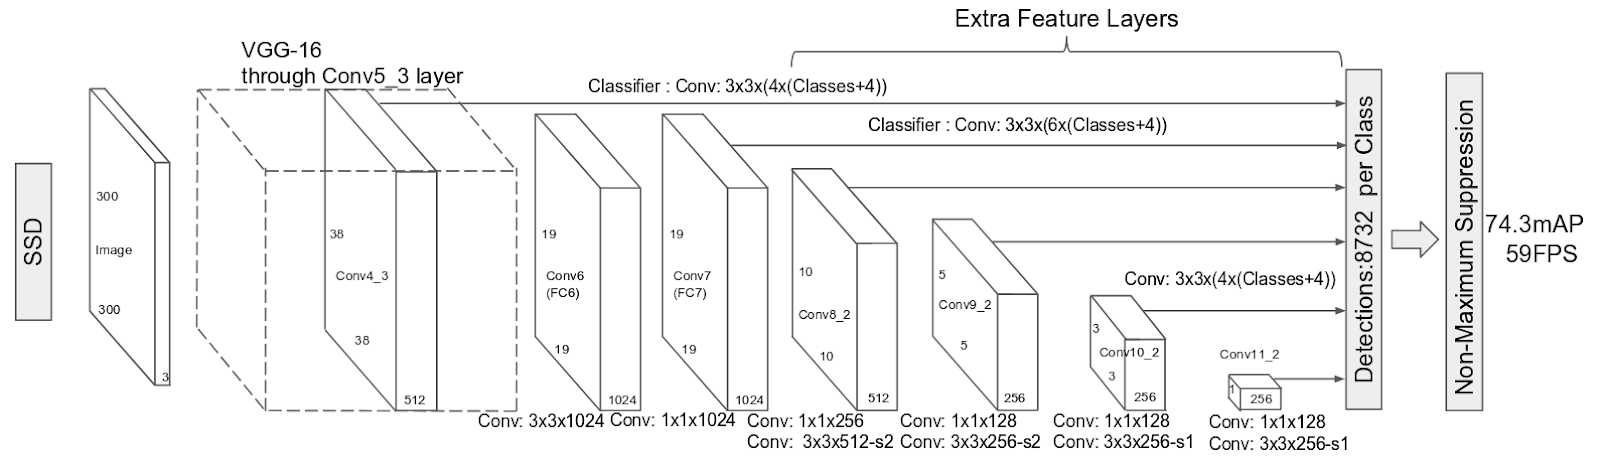 Extra Feature Layers
VGG-16
through Conv5_3 layer
Classifier : Conv: 3x3x(4x(Classes+4))
Classifier : Conv: 3x3x(6x(Classes+4))
SSD
300
Image
300
3
38
Conv4_3
38
512
19
Conv6
(FC6)
19
1024
19
Conv7
(FC7)
19
1024
10
Conv8_2
10
512
5
Conv9_2
5
256
Conv: 3x3x(4x(Classes+4))
3
Conv10_2
3
256
Conv11_2
1
256
Conv: 3x3x1024
Conv: 1x1x1024
Conv: 1x1x256
Conv: 3x3x512-s2
Conv: 1x1x128
Conv: 3x3x256-s2
Conv: 1x1x128
Conv: 3x3x256-s1
Conv: 1x1x128
Conv: 3x3x256-s1
Detections:8732 per Class
Non-Maximum Suppression
74.3mAP
59FPS